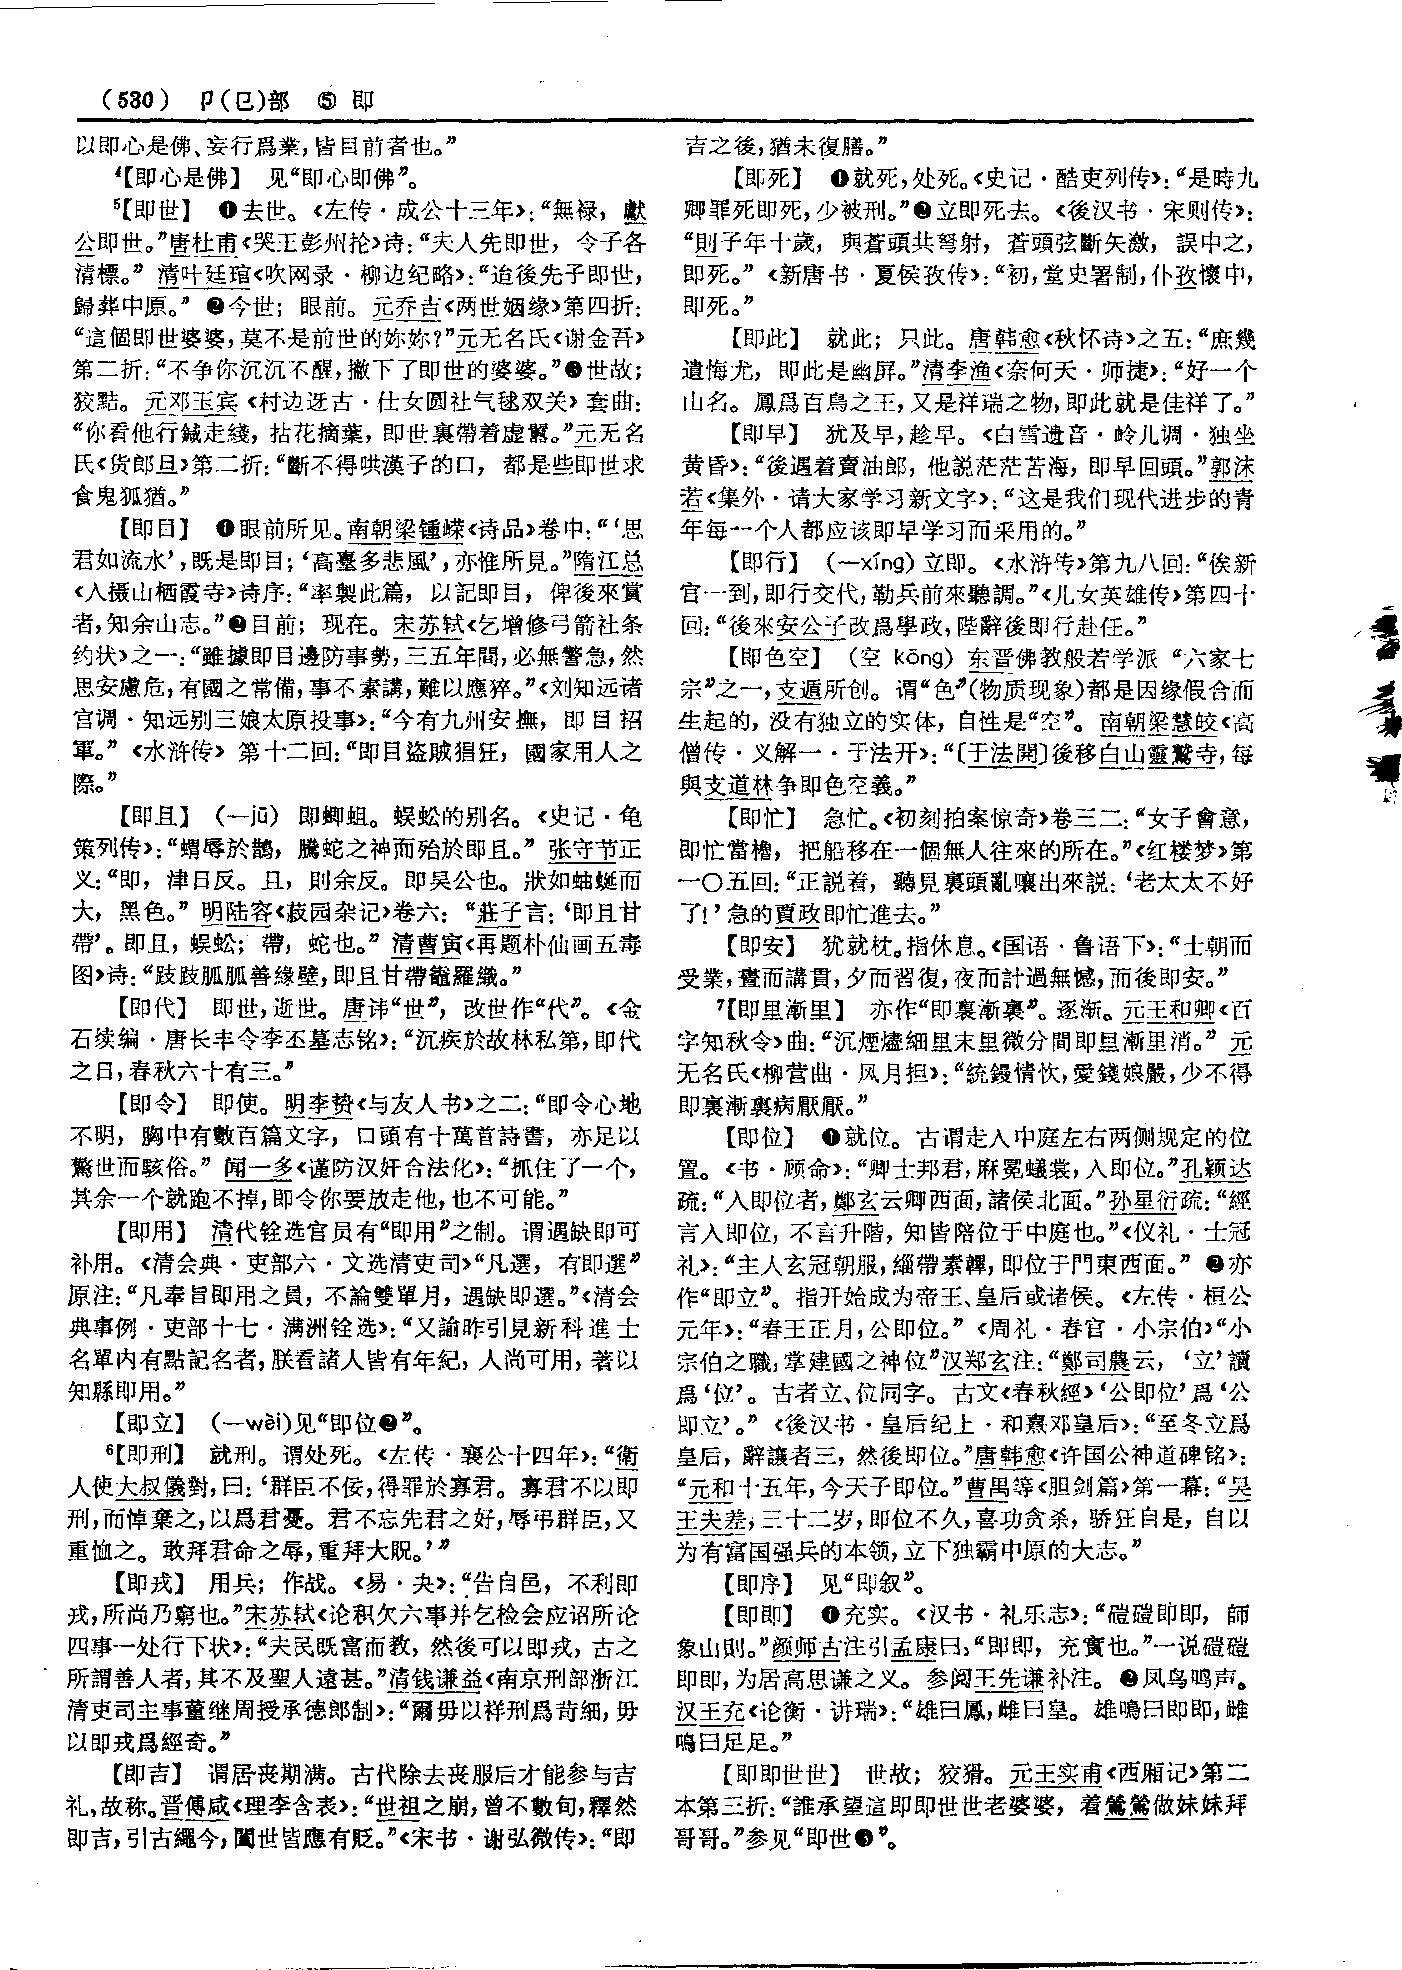 （530） 卩(㔾)部 ⑤ 即
以即心是佛、妄行爲業，皆目前者也。”
⁴【即心是佛】 见“即心即佛”。
⁵【即世】 ❶去世。《左传·成公十三年》：“無禄，獻
公即世。”唐杜甫《哭王彭州抡》诗：“夫人先即世，令子各
清標。”清叶廷琯《吹网录·柳边纪略》：“迨後先子即世，
歸葬中原。”❷今世；眼前。元乔吉《两世姻缘》第四折：
“這個即世婆婆，莫不是前世的妳妳？”元无名氏《谢金吾》
第二折：“不争你沉沉不醒，撇下了即世的婆婆。”❸世故；
狡黠。元邓玉宾《村边迓古·仕女圆社气毬双关》套曲：
“你看他行鍼走綫，拈花摘葉，即世裏帶着虚囂。”元无名
氏《货郎旦》第二折：“斷不得哄漢子的口，都是些即世求
食鬼狐猶。”
【即目】 ❶眼前所见。南朝梁锺嵘《诗品》卷中：“‘思
君如流水’，既是即目；‘高臺多悲風’，亦惟所見。”隋江总
《入摄山栖霞寺》诗序：“率製此篇，以記即目，俾後來賞
者，知余山志。”❷目前；现在。宋苏轼《乞增修弓箭社条
约状》之一：“雖據即目邊防事勢，三五年間，必無警急，然
思安慮危，有國之常備，事不素講，難以應猝。”《刘知远诸
宫调·知远别三娘太原投事》：“今有九州安撫，即目招
軍。”《水浒传》第十二回：“即目盗賊猖狂，國家用人之
際。”
【即且】 （—jū） 即蝍蛆。蜈蚣的别名。《史记·龟
策列传》：“蝟辱於鵲，騰蛇之神而殆於即且。”张守节正
义：“即，津日反。且，則余反。即吴公也。狀如蚰蜒而
大，黑色。”明陆容《菽园杂记》卷六：“莊子言：‘即且甘
帶’。即且，蜈蚣；帶，蛇也。”清曹寅《再题朴仙画五毒
图》诗：“跂跂脈脈善緣壁，即且甘帶龜羅織。”
【即代】 即世，逝世。唐讳“世”，改世作“代”。《金
石续编·唐长丰令李丕墓志铭》：“沉疾於故林私第，即代
之日，春秋六十有三。”
【即令】 即使。明李贽《与友人书》之二：“即令心地
不明，胸中有數百篇文字，口頭有十萬首詩書，亦足以
驚世而駭俗。”闻一多《谨防汉奸合法化》：“抓住了一个，
其余一个就跑不掉，即令你要放走他，也不可能。”
【即用】 清代铨选官员有“即用”之制。谓遇缺即可
补用。《清会典·吏部六·文选清吏司》“凡選，有即選”
原注：“凡奉旨即用之員，不論雙單月，遇缺即選。”《清会
典事例·吏部十七·满洲铨选》：“又諭昨引見新科進士
名單内有點記名者，朕看諸人皆有年紀，人尚可用，著以
知縣即用。”
【即立】 （—wèi）见“即位❷”。
⁶【即刑】 就刑。谓处死。《左传·襄公十四年》：“衛
人使大叔儀對，曰：‘群臣不佞，得罪於寡君。寡君不以即
刑，而悼棄之，以爲君憂。君不忘先君之好，辱弔群臣，又
重恤之。敢拜君命之辱，重拜大貺。’”
【即戎】 用兵；作战。《易·夬》：“告自邑，不利即
戎，所尚乃窮也。”宋苏轼《论积欠六事并乞检会应诏所论
四事一处行下状》：“夫民既富而教，然後可以即戎，古之
所謂善人者，其不及聖人遠甚。”清钱谦益《南京刑部浙江
清吏司主事董继周授承德郎制》：“爾毋以祥刑爲苛細，毋
以即戎爲經奇。”
【即吉】 谓居丧期满。古代除去丧服后才能参与吉
礼，故称。晋傅咸《理李含表》：“世祖之崩，曾不數旬，釋然
即吉，引古繩今，闔世皆應有貶。”《宋书·谢弘微传》：“即
吉之後，猶未復膳。”
【即死】 ❶就死，处死。《史记·酷吏列传》：“是時九
卿罪死即死，少被刑。”❷立即死去。《後汉书·宋则传》：
“則子年十歲，與蒼頭共弩射，蒼頭弦斷矢激，誤中之，
即死。”《新唐书·夏侯孜传》：“初，堂史署制，仆孜懷中，
即死。”
【即此】 就此；只此。唐韩愈《秋怀诗》之五：“庶幾
遺悔尤，即此是幽屏。”清李渔《奈何天·师捷》：“好一个
山名。鳳爲百鳥之王，又是祥瑞之物，即此就是佳祥了。”
【即早】 犹及早，趁早。《白雪遗音·岭儿调·独坐
黄昏》：“後遇着賣油郎，他説茫茫苦海，即早回頭。”郭沫
若《集外·请大家学习新文字》：“这是我们现代进步的青
年每一个人都应该即早学习而采用的。”
【即行】 （—xíng）立即。《水浒传》第九八回：“俟新
官一到，即行交代，勒兵前來聽調。”《儿女英雄传》第四十
回：“後來安公子改爲學政，陛辭後即行赴任。”
【即色空】 （空 kōng）东晋佛教般若学派“六家七
宗”之一，支遁所创。谓“色”（物质现象）都是因缘假合而
生起的，没有独立的实体，自性是“空”。南朝梁慧皎《高
僧传·义解一·于法开》：“〔于法開〕後移白山靈鷲寺，每
與支道林争即色空義。”
【即忙】 急忙。《初刻拍案惊奇》卷三二：“女子會意，
即忙當櫓，把船移在一個無人往來的所在。”《红楼梦》第
一〇五回：“正説着，聽見裏頭亂嚷出來説：‘老太太不好
了！’急的賈政即忙進去。”
【即安】 犹就枕。指休息。《国语·鲁语下》：“士朝而
受業，晝而講貫，夕而習復，夜而計過無憾，而後即安。”
⁷【即里渐里】 亦作“即裏漸裏”。逐渐。元王和卿《百
字知秋令》曲：“沉煙燼細里末里微分間即里漸里消。”元
无名氏《柳营曲·风月担》：“統鏝情忺，愛錢娘嚴，少不得
即裏漸裏病厭厭。”
【即位】 ❶就位。古谓走入中庭左右两侧规定的位
置。《书·顾命》：“卿士邦君，麻冕蟻裳，入即位。”孔颖达
疏：“入即位者，鄭玄云卿西面，諸侯北面。”孙星衍疏：“經
言入即位，不言升階，知皆陪位于中庭也。”《仪礼·士冠
礼》：“主人玄冠朝服，緇帶素韠，即位于門東西面。”❷亦
作“即立”。指开始成为帝王、皇后或诸侯。《左传·桓公
元年》：“春王正月，公即位。”《周礼·春官·小宗伯》“小
宗伯之職，掌建國之神位”汉郑玄注：“鄭司農云，‘立’讀
爲‘位’。古者立、位同字。古文《春秋經》‘公即位’爲‘公
即立’。”《後汉书·皇后纪上·和熹邓皇后》：“至冬立爲
皇后，辭讓者三，然後即位。”唐韩愈《许国公神道碑铭》：
“元和十五年，今天子即位。”曹禺等《胆剑篇》第一幕：“吴
王夫差，三十二岁，即位不久，喜功贪杀，骄狂自是，自以
为有富国强兵的本领，立下独霸中原的大志。”
【即序】 见“即叙”。
【即即】 ❶充实。《汉书·礼乐志》：“磑磑即即，師
象山則。”颜师古注引孟康曰：“即即，充實也。”一说磑磑
即即，为居高思谦之义。参阅王先谦补注。❷凤鸟鸣声。
汉王充《论衡·讲瑞》：“雄曰鳳，雌曰皇。雄鳴曰即即，雌
鳴曰足足。”
【即即世世】 世故；狡猾。元王实甫《西厢记》第二
本第三折：“誰承望這即即世世老婆婆，着鶯鶯做妹妹拜
哥哥。”参见“即世❸”。